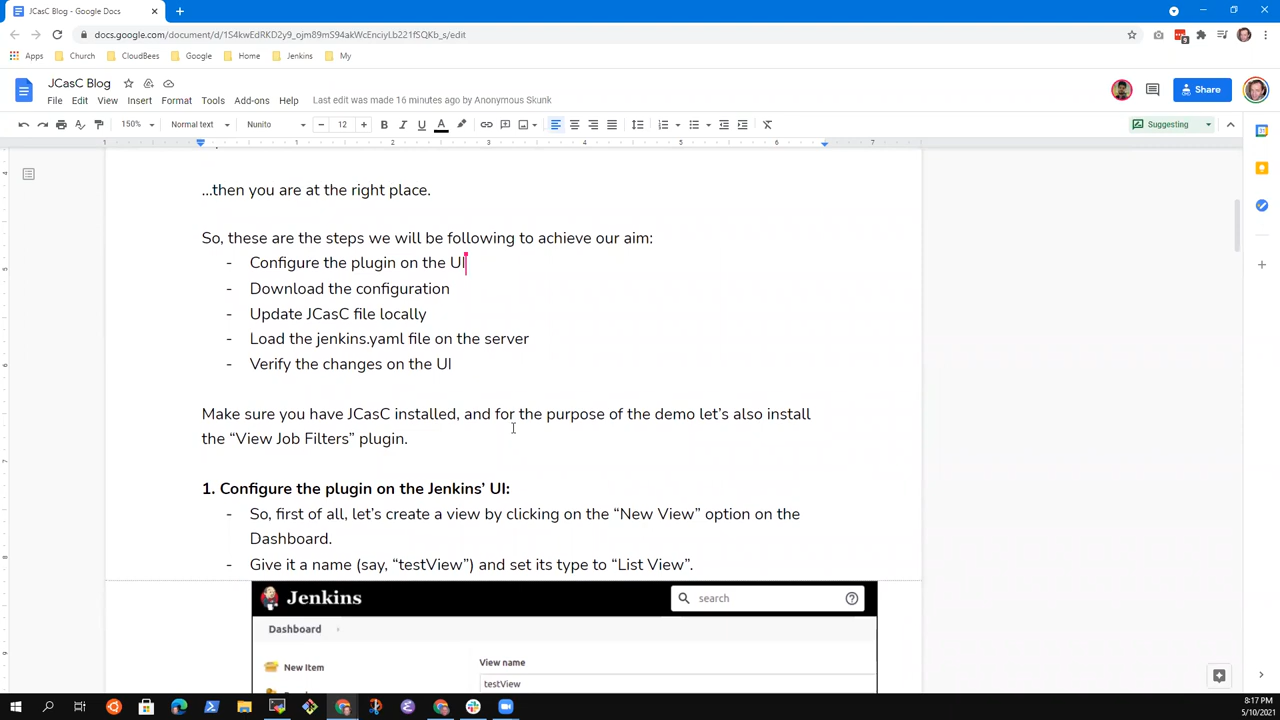 JCasC Blog - Google Docs
docs.google.com/document/d/1S4kwEdRKD2y9_ojm89mS94akWcEnciyLb221fSQKb_s/edit
Apps Church CloudBees Google Home Jenkins My
JCasC Blog
File Edit View Insert Format Tools Add-ons Help Last edit was made 16 minutes ago by Anonymous Skunk
Share
150% Normal text Nunito 12 Suggesting
1 1 2 3 4 5 6 7
...then you are at the right place.
So, these are the steps we will be following to achieve our aim:
- Configure the plugin on the UI
- Download the configuration
- Update JCasC file locally
- Load the jenkins.yaml file on the server
- Verify the changes on the UI
Make sure you have JCasC installed, and for the purpose of the demo let's also install
the “View Job Filters” plugin.
1. Configure the plugin on the Jenkins’ UI:
- So, first of all, let’s create a view by clicking on the “New View” option on the
Dashboard.
- Give it a name (say, “testView”) and set its type to “List View”.
Jenkins
search
Dashboard
New Item
View name
testView
8:17 PM
5/10/2021